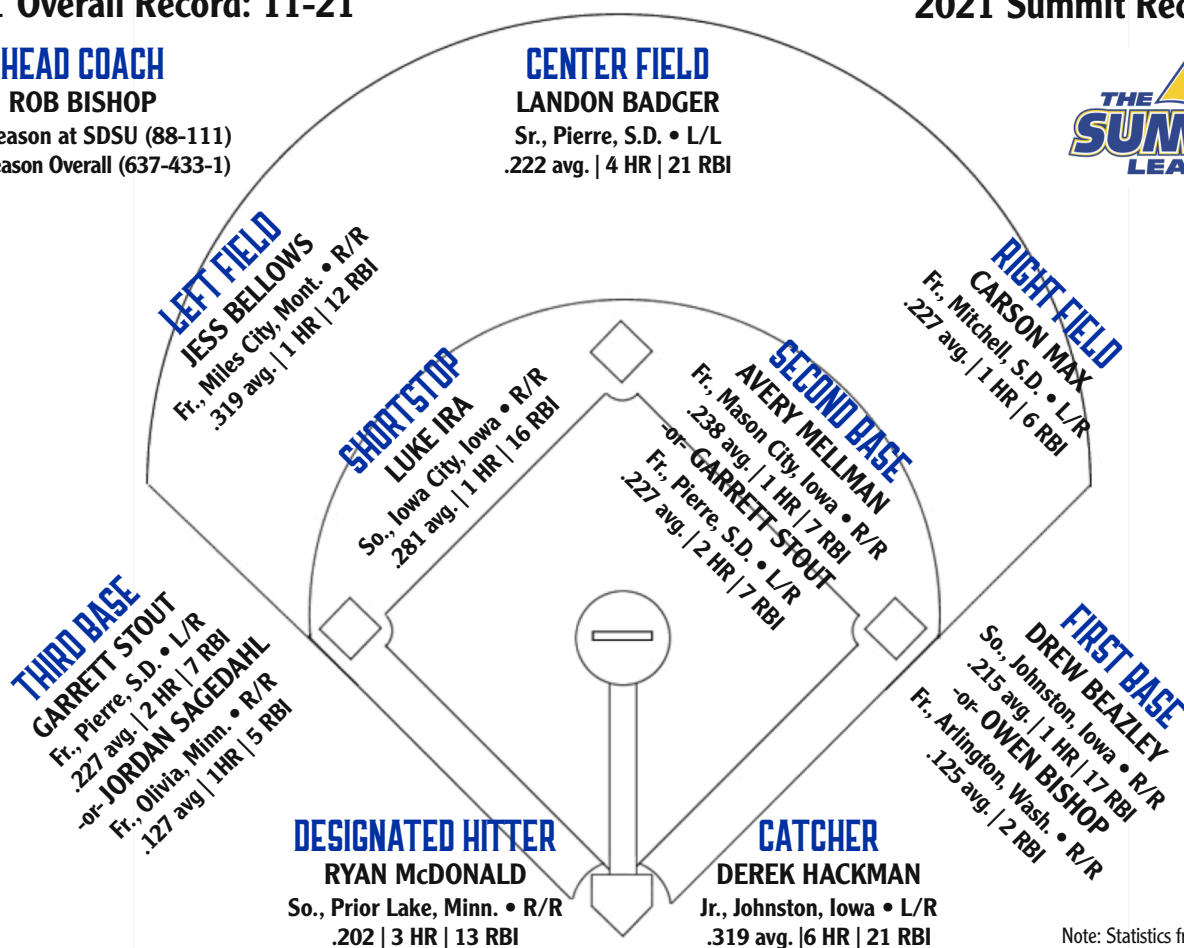 Overall Record: 11-21
2021 Summit Rec
HEAD COACH
ROB BISHOP
eason at SDSU (88-111)
eason Overall (637-433-1)
CENTER FIELD
LANDON BADGER
Sr., Pierre, S.D. • L/L
.222 avg. | 4 HR | 21 RBI
THE
SUM
LEA
LEFT FIELD
JESS BELLOWS
Fr., Miles City, Mont. • R/R
.319 avg. | 1 HR | 12 RBI
RIGHT FIELD
CARSON MAX
Fr., Mitchell, S.D. • L/R
.227 avg. | 1 HR | 6 RBI
SHORTSTOP
LUKE IRA
So., Iowa City, Iowa • R/R
.281 avg. | 1 HR | 16 RBI
SECOND BASE
AVERY MELLMAN
Fr., Mason City, Iowa • R/R
.238 avg. | 1 HR | 7 RBI
-or- GARRETT STOUT
Fr., Pierre, S.D. • L/R
.227 avg. | 2 HR | 7 RBI
THIRD BASE
GARRETT STOUT
Fr., Pierre, S.D. • L/R
.227 avg. | 2 HR | 7 RBI
-or- JORDAN SAGEDAHL
Fr., Olivia, Minn. • R/R
.127 avg | 1HR | 5 RBI
FIRST BASE
DREW BEAZLEY
So., Johnston, Iowa • R/R
.215 avg. | 1 HR | 17 RBI
-or- OWEN BISHOP
Fr., Arlington, Wash. • R/R
.125 avg. | 2 RBI
DESIGNATED HITTER
RYAN McDONALD
So., Prior Lake, Minn. • R/R
.202 | 3 HR | 13 RBI
CATCHER
DEREK HACKMAN
Jr., Johnston, Iowa • L/R
.319 avg. |6 HR | 21 RBI
Note: Statistics fr